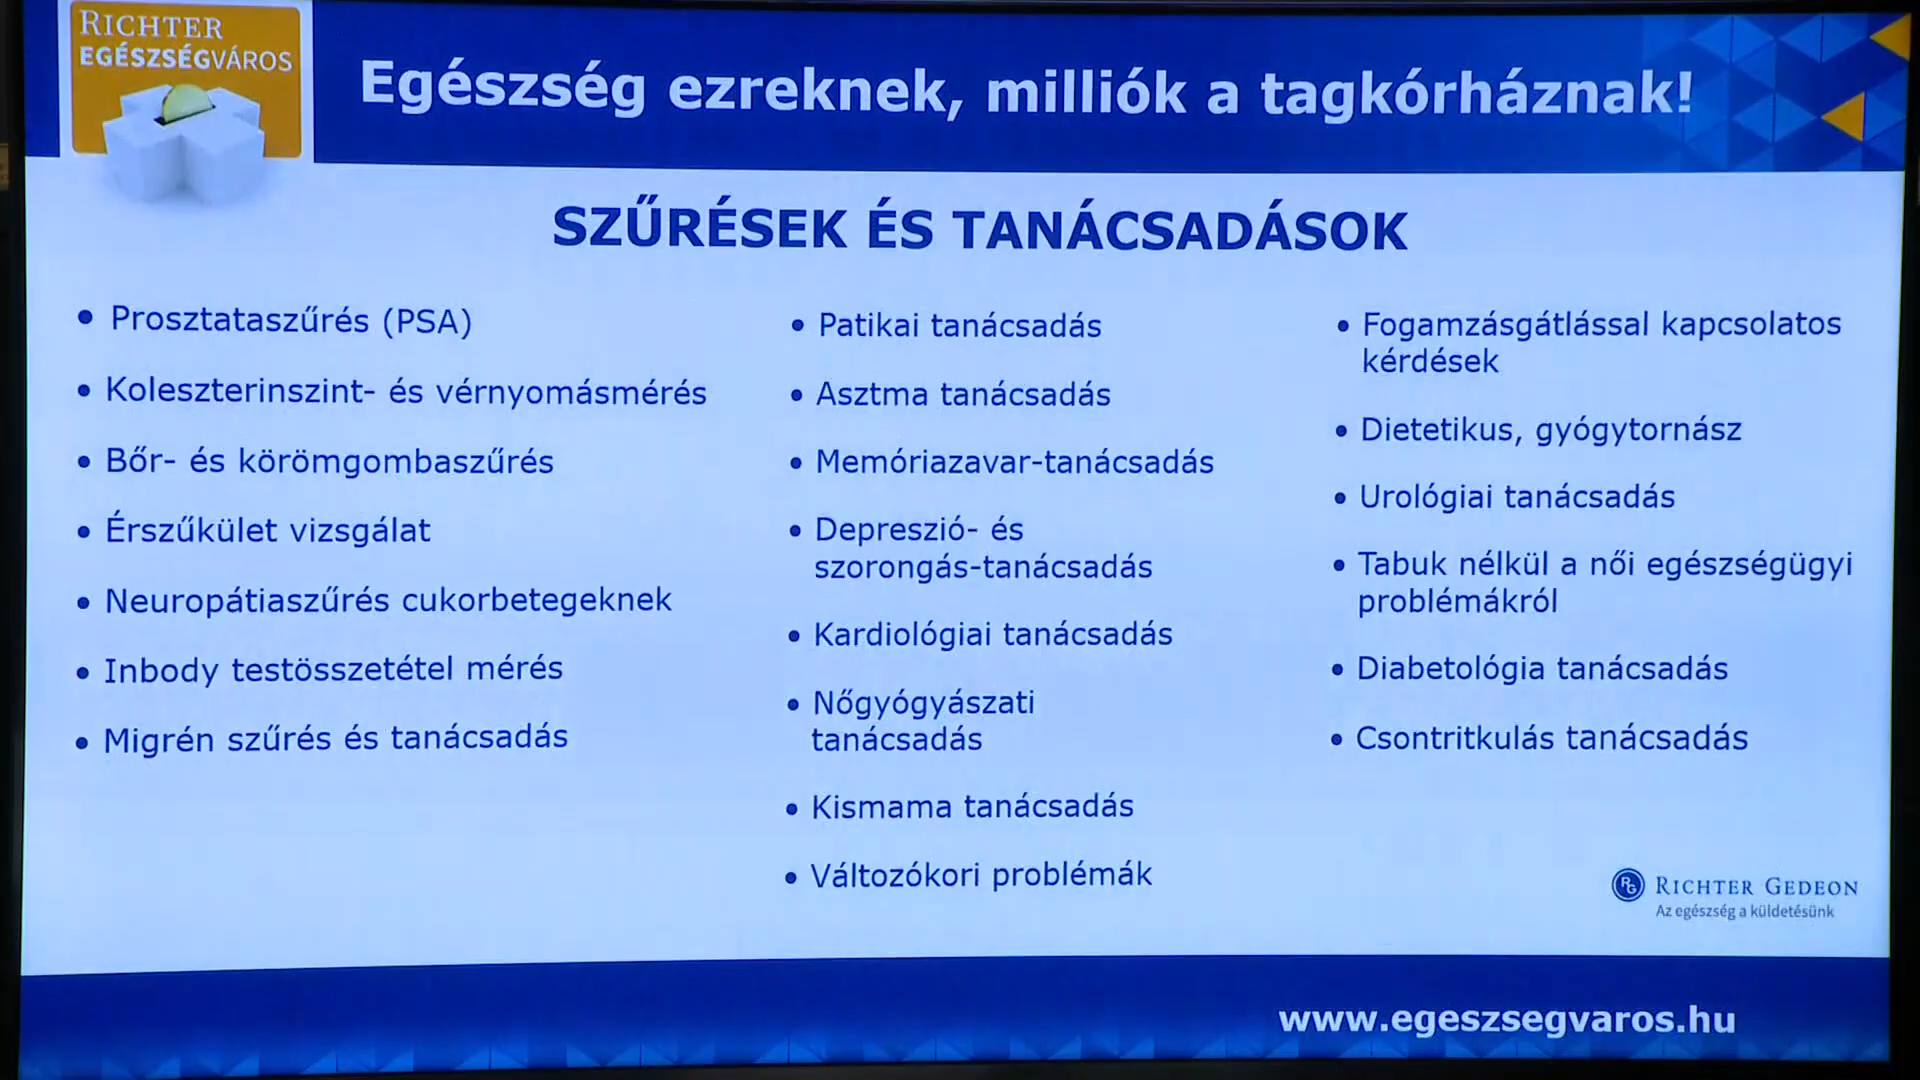 RICHTER
EGÉSZSÉGVÁROS
Egészség ezreknek, milliók a tagkórháznak!
SZŰRÉSEK ÉS TANÁCSADÁSOK
• Prosztataszűrés (PSA)
• Koleszterinszint- és vérnyomásmérés
• Bőr- és körömgombaszűrés
• Érszűkület vizsgálat
• Neuropátiaszűrés cukorbetegeknek
• Inbody testösszetétel mérés
• Migrén szűrés és tanácsadás
• Patikai tanácsadás
• Asztma tanácsadás
• Memóriazavar-tanácsadás
• Depreszió- és
szorongás-tanácsadás
• Kardiológiai tanácsadás
• Nőgyógyászati
tanácsadás
• Kismama tanácsadás
• Változókori problémák
• Fogamzásgátlással kapcsolatos
kérdések
• Dietetikus, gyógytornász
• Urológiai tanácsadás
• Tabuk nélkül a női egészségügyi
problémákról
• Diabetológia tanácsadás
• Csontritkulás tanácsadás
RG RICHTER GEDEON
Az egészség a küldetésünk
www.egeszsegvaros.hu